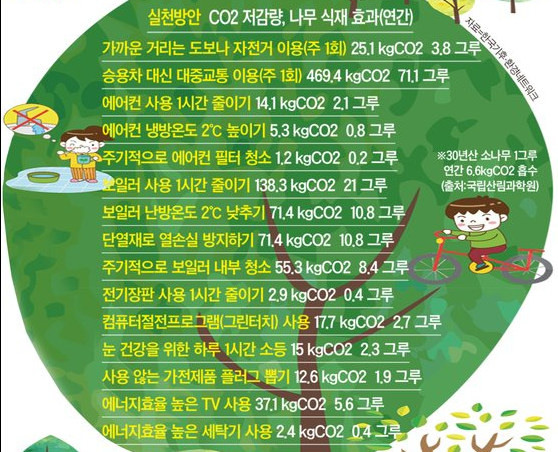 실천방안 CO2 저감량, 나무 식재 효과(연간)
가까운 거리는 도보나 자전거 이용(주 1회) 25,1 kgCO2 3,8 그루
승용차 대신 대중교통 이용(주 1회) 469,4 kgCO2 71,1 그루
에어컨 사용 1시간 줄이기 14,1 kgCO2 2,1 그루
에어컨 냉방온도 2℃ 높이기 5,3 kgCO2 0,8 그루
주기적으로 에어컨 필터 청소 1,2 kgCO2 0,2 그루
보일러 사용 1시간 줄이기 138,3 kgCO2 21 그루
보일러 난방온도 2℃ 낮추기 71,4 kgCO2 10,8 그루
단열재로 열손실 방지하기 71,4 kgCO2 10,8 그루
주기적으로 보일러 내부 청소 55,3 kgCO2 8,4 그루
전기장판 사용 1시간 줄이기 2,9 kgCO2 0,4 그루
컴퓨터절전프로그램(그린터치) 사용 17,7 kgCO2 2,7 그루
눈 건강을 위한 하루 1시간 소등 15 kgCO2 2,3 그루
사용 않는 가전제품 플러그 뽑기 12,6 kgCO2 1,9 그루
에너지효율 높은 TV 사용 37,1 kgCO2 5,6 그루
에너지효율 높은 세탁기 사용 2,4 kgCO2 0,4 그루
자료=한국기후·환경네트워크
※30년산 소나무 1그루
연간 6,6kgCO2 흡수
(출처:국립산림과학원)